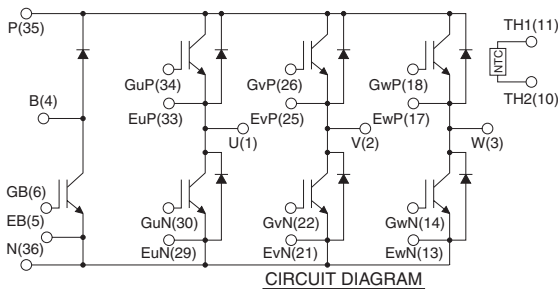 P(35)
TH1(11)
NTC
GuP(34)
GvP(26)
GwP(18)
TH2(10)
B(4)
EuP(33)
EvP(25)
EwP(17)
U(1)
V(2)
W(3)
GB(6)
EB(5)
GuN(30)
GvN(22)
GwN(14)
N(36)
EuN(29)
EvN(21)
EwN(13)
CIRCUIT DIAGRAM